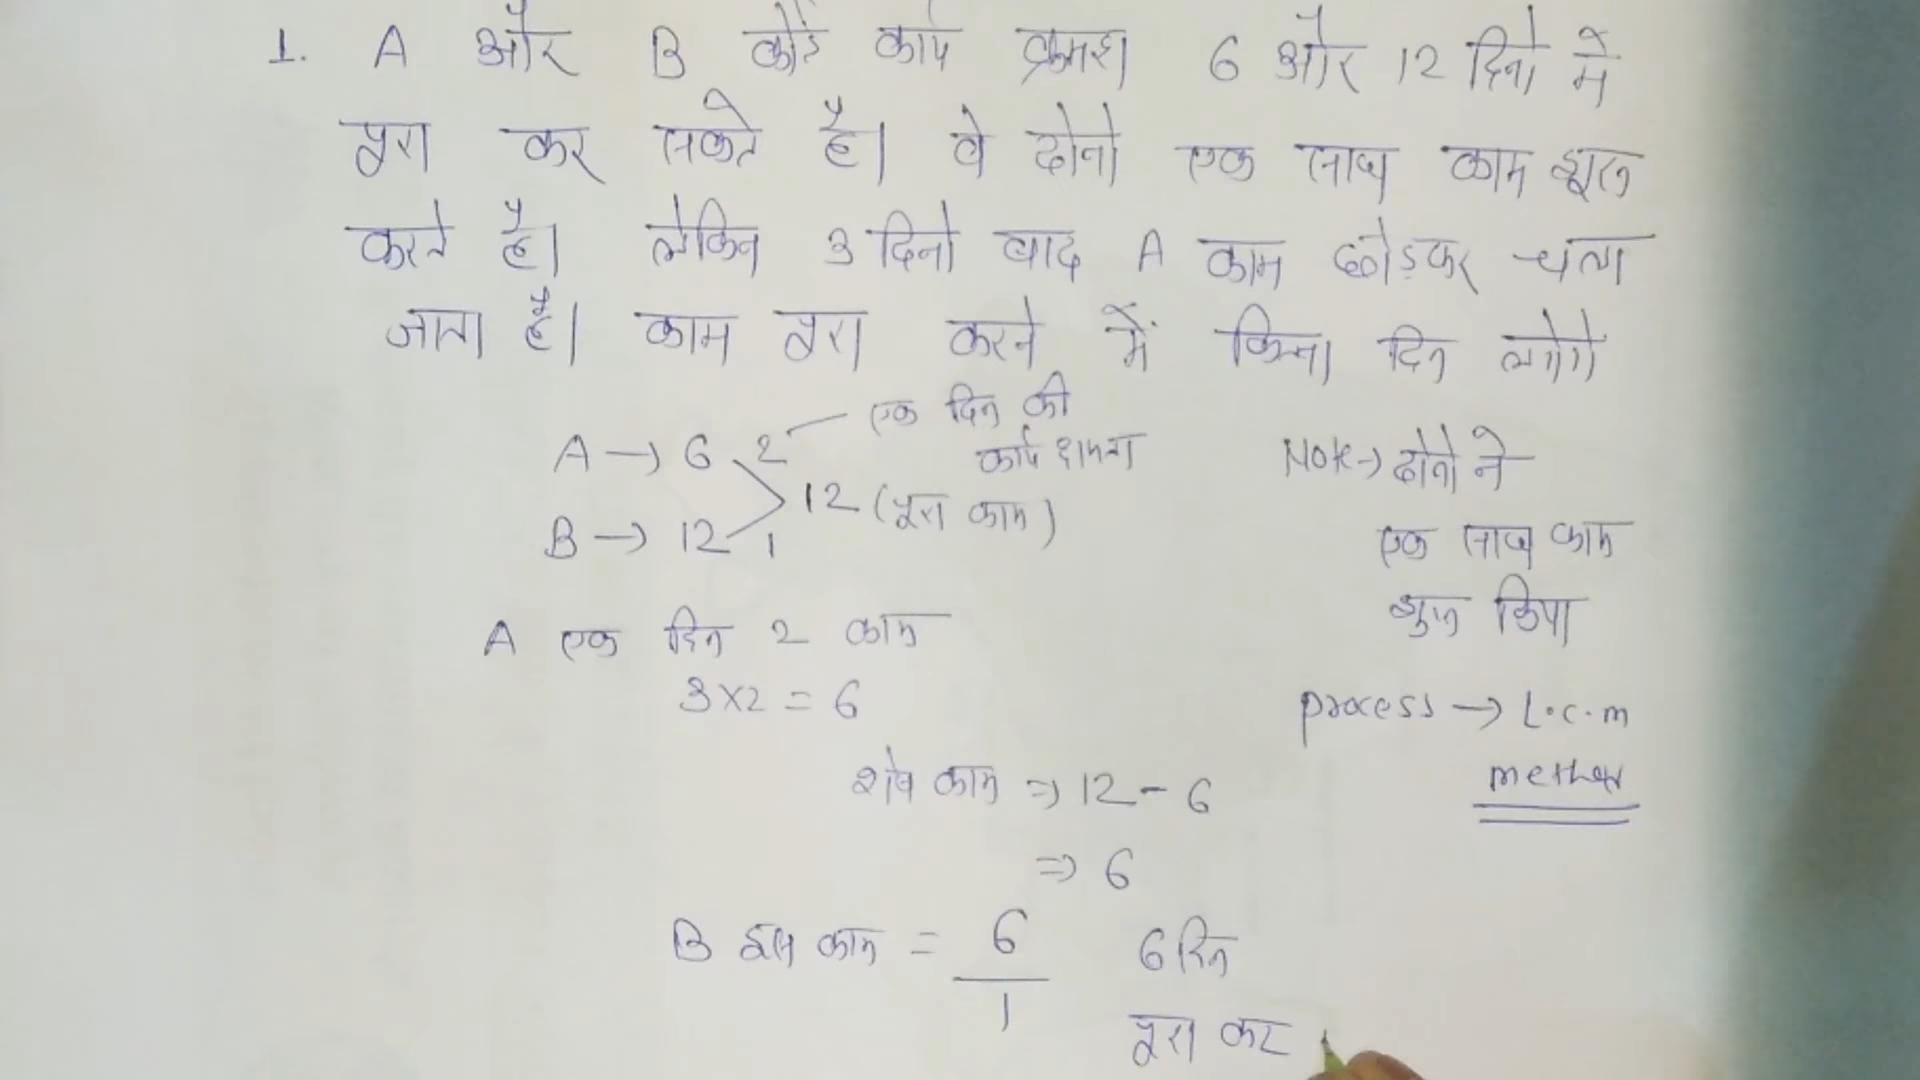 1. A और B कोई कार्य क्रमश 6 और 12 दिनो मे
पूरा कर सकते है। वे दोनो एक साथ काम शुरू
करते है। लेकिन 3 दिनो बाद A काम छोड़कर चला
जाता है। काम पूरा करने में कितना दिन लगेगे
एक दिन की
कार्य क्षमता
A → 6 2
12 (पूरा काम)
B → 12 1
Note → दोनो ने
एक साथ काम
शुरू किया
A एक दिन 2 काम
3 x 2 = 6
process → L.C.m
method
शेष काम ⇒ 12 - 6
⇒ 6
B इस काम = 6/1 6 दिन
पूरा कर